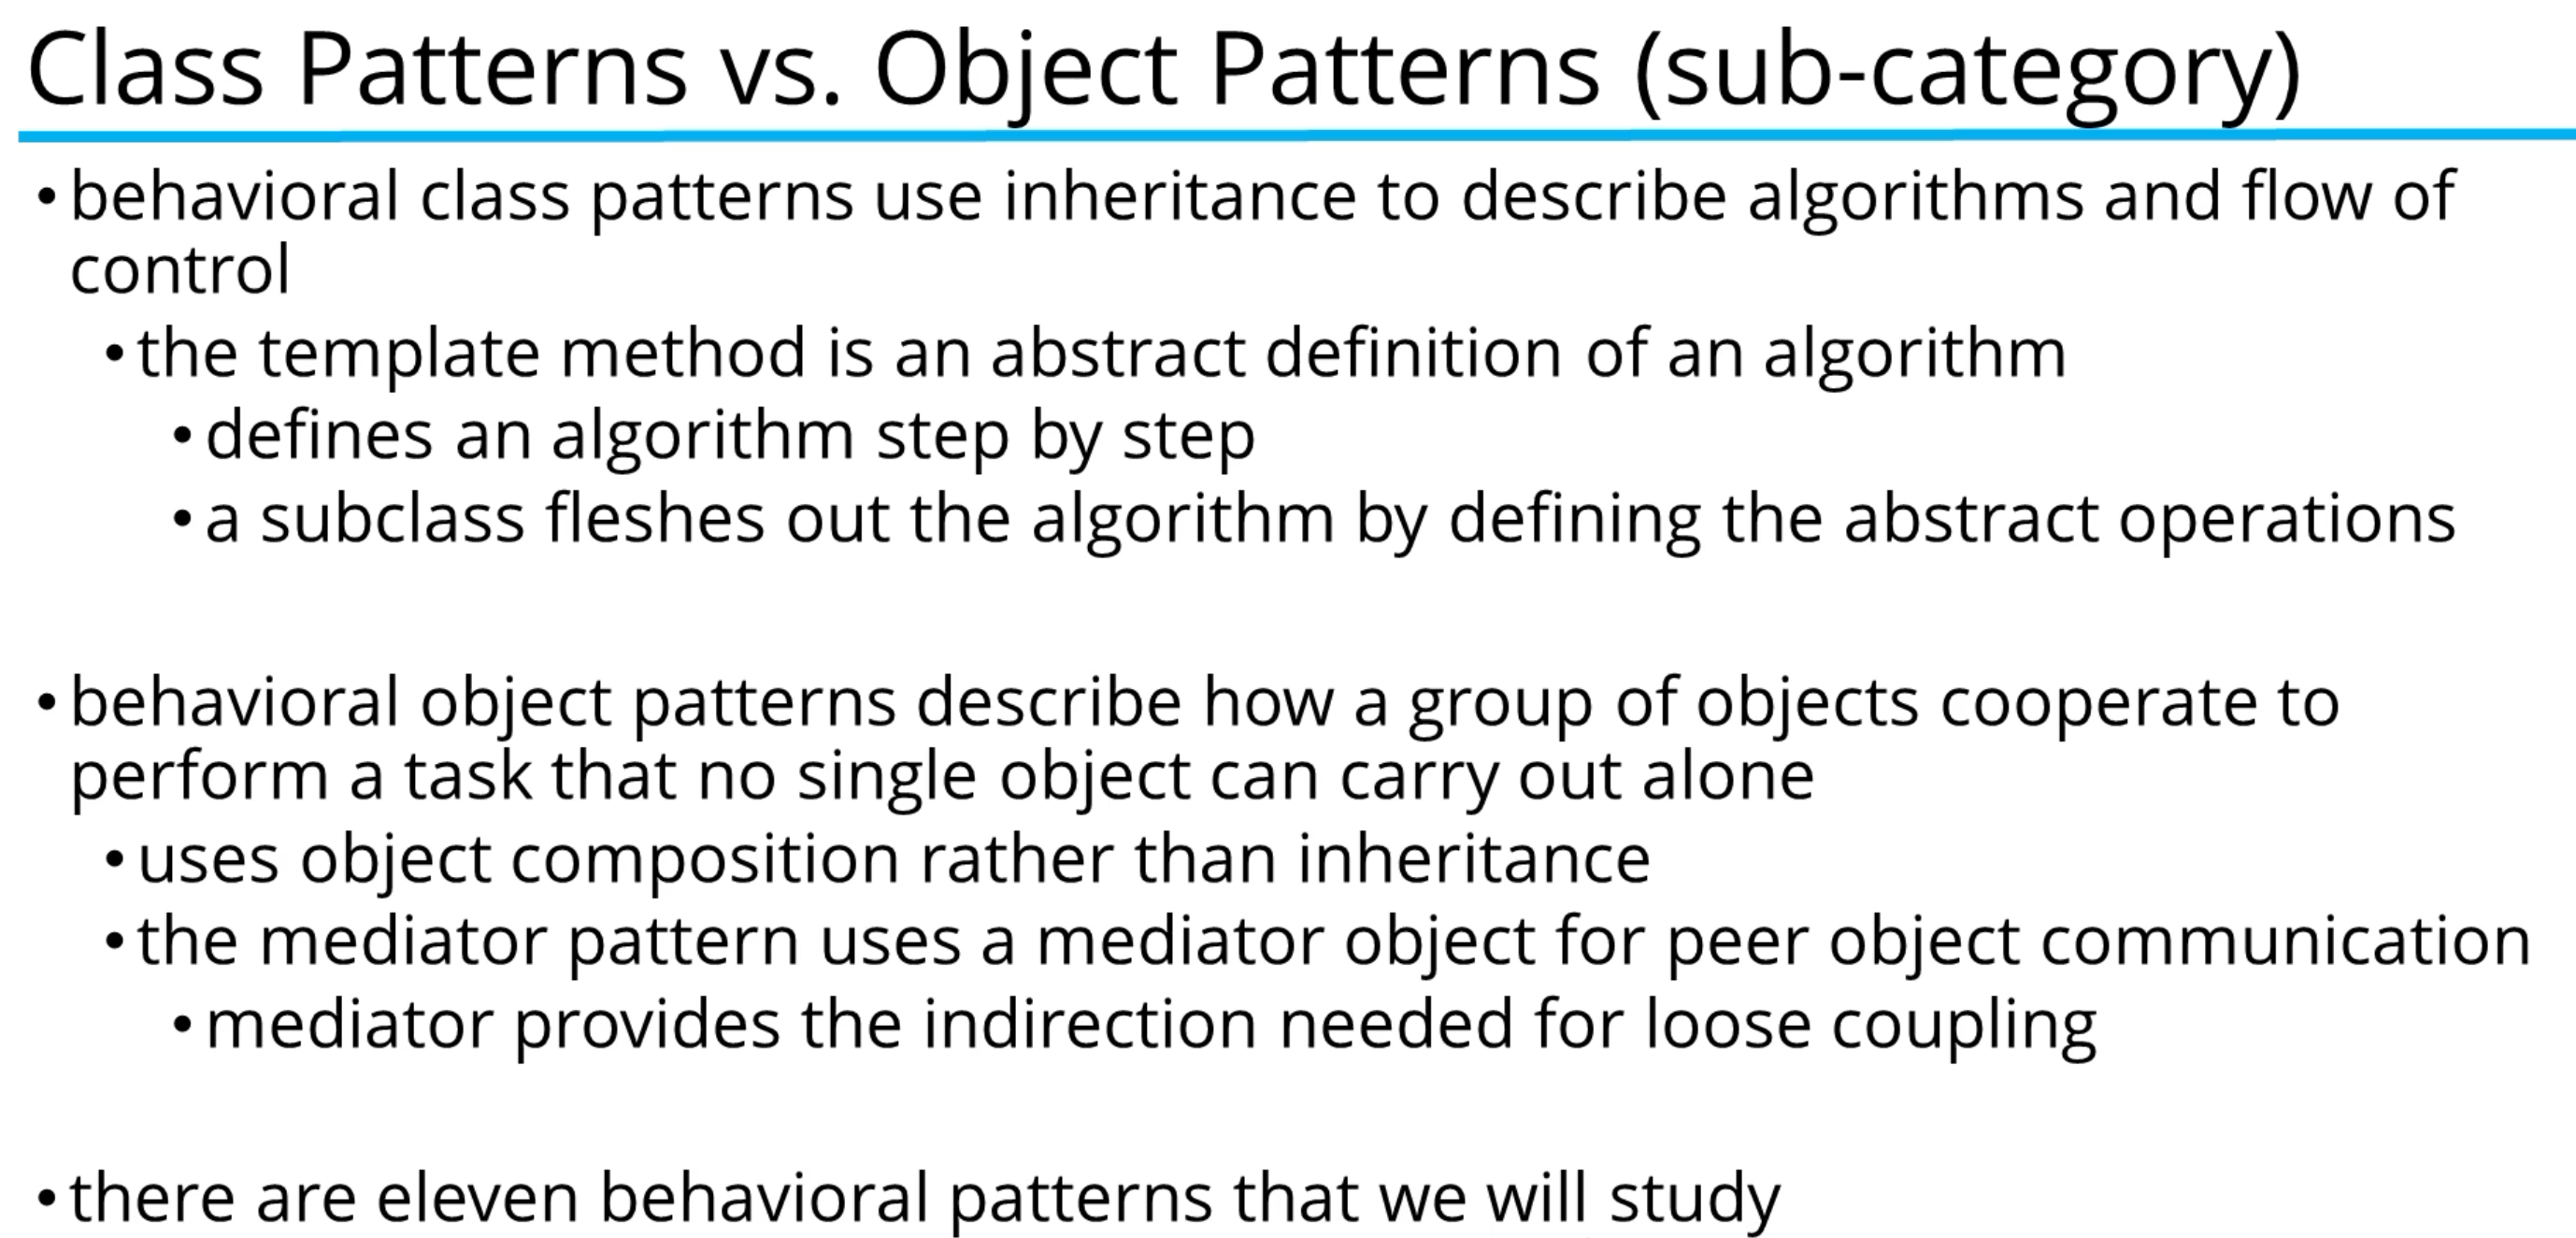 Class Patterns vs. Object Patterns (sub-category)
• behavioral class patterns use inheritance to describe algorithms and flow of
control
• the template method is an abstract definition of an algorithm
• defines an algorithm step by step
• a subclass fleshes out the algorithm by defining the abstract operations
• behavioral object patterns describe how a group of objects cooperate to
perform a task that no single object can carry out alone
• uses object composition rather than inheritance
• the mediator pattern uses a mediator object for peer object communication
• mediator provides the indirection needed for loose coupling
• there are eleven behavioral patterns that we will study